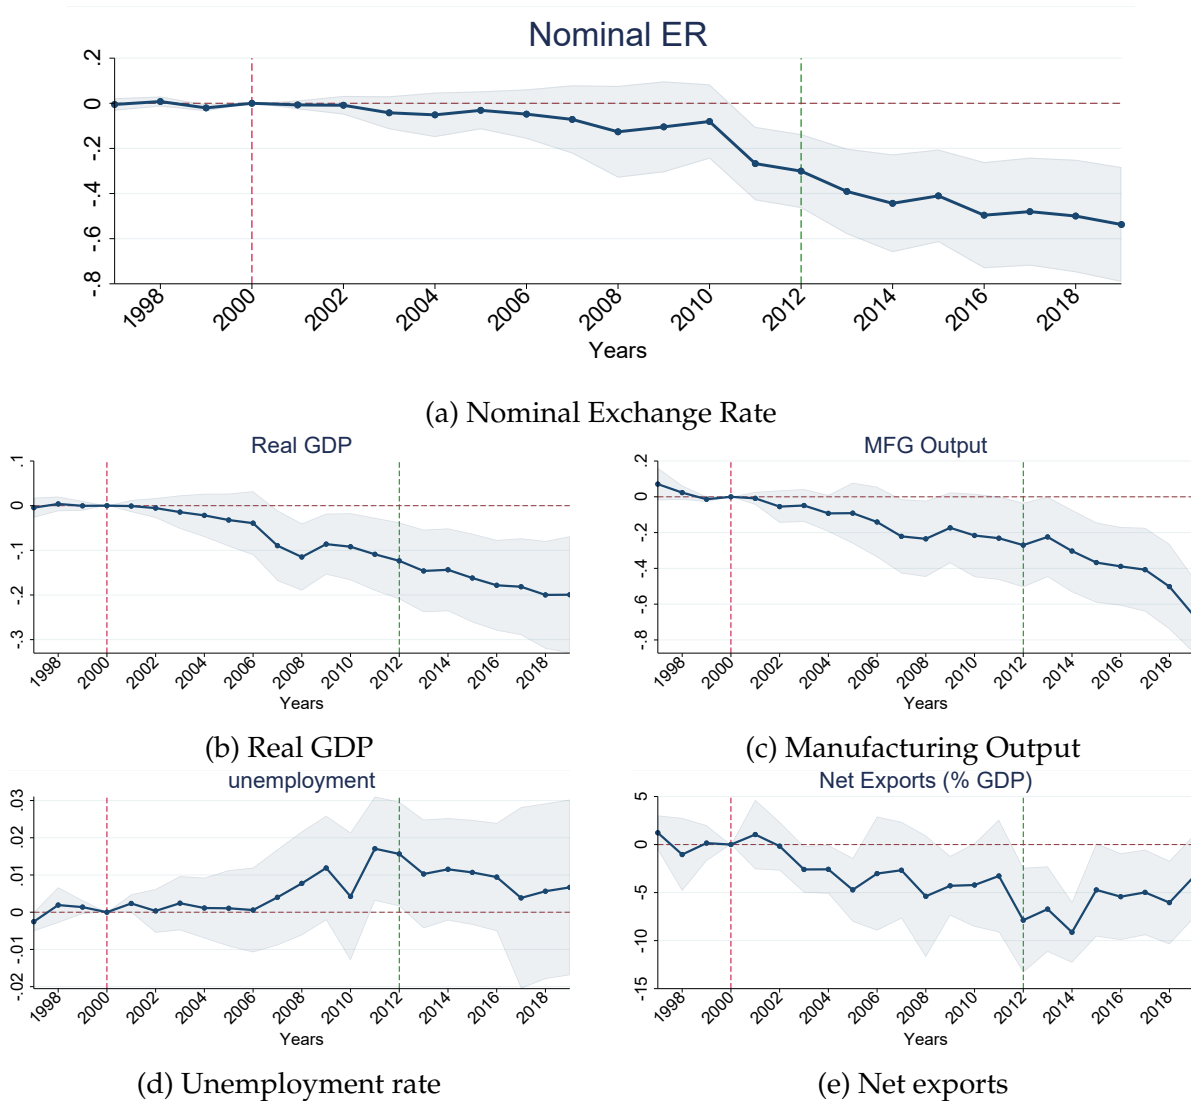 Nominal ER
.2
0
-.2
-.4
-.6
-.8
1998 2000 2002 2004 2006 2008 2010 2012 2014 2016 2018
Years
(a) Nominal Exchange Rate
Real GDP
.1
0
-.1
-.2
-.3
1998 2000 2002 2004 2006 2008 2010 2012 2014 2016 2018
Years
(b) Real GDP
MFG Output
.2
0
-.2
-.4
-.6
-.8
1998 2000 2002 2004 2006 2008 2010 2012 2014 2016 2018
Years
(c) Manufacturing Output
unemployment
.03
.02
.01
0
-.01
-.02
1998 2000 2002 2004 2006 2008 2010 2012 2014 2016 2018
Years
(d) Unemployment rate
Net Exports (% GDP)
5
0
-5
-10
-15
1998 2000 2002 2004 2006 2008 2010 2012 2014 2016 2018
Years
(e) Net exports